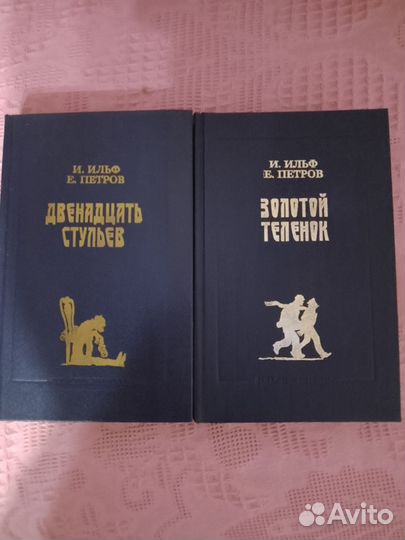 И. ИЛЬФ
Е. ПЕТРОВ
ДВЕНАДЦАТЬ
СТУЛЬЕВ
И. ИЛЬФ
Е. ПЕТРОВ
ЗОЛОТОЙ
ТЕЛЕНОК
Avito